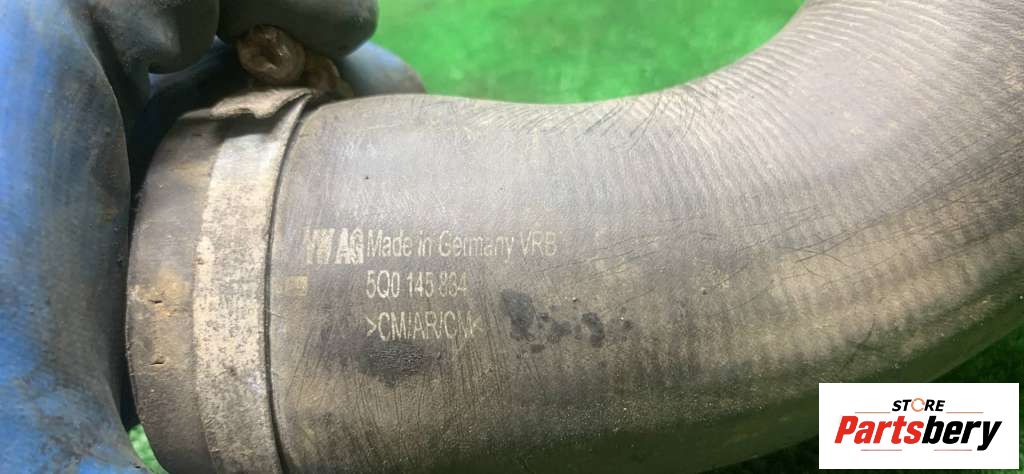 VW AG Made in Germany VRB
5Q0 145 834
>CM/AR/CM<
STORE
Partsbery